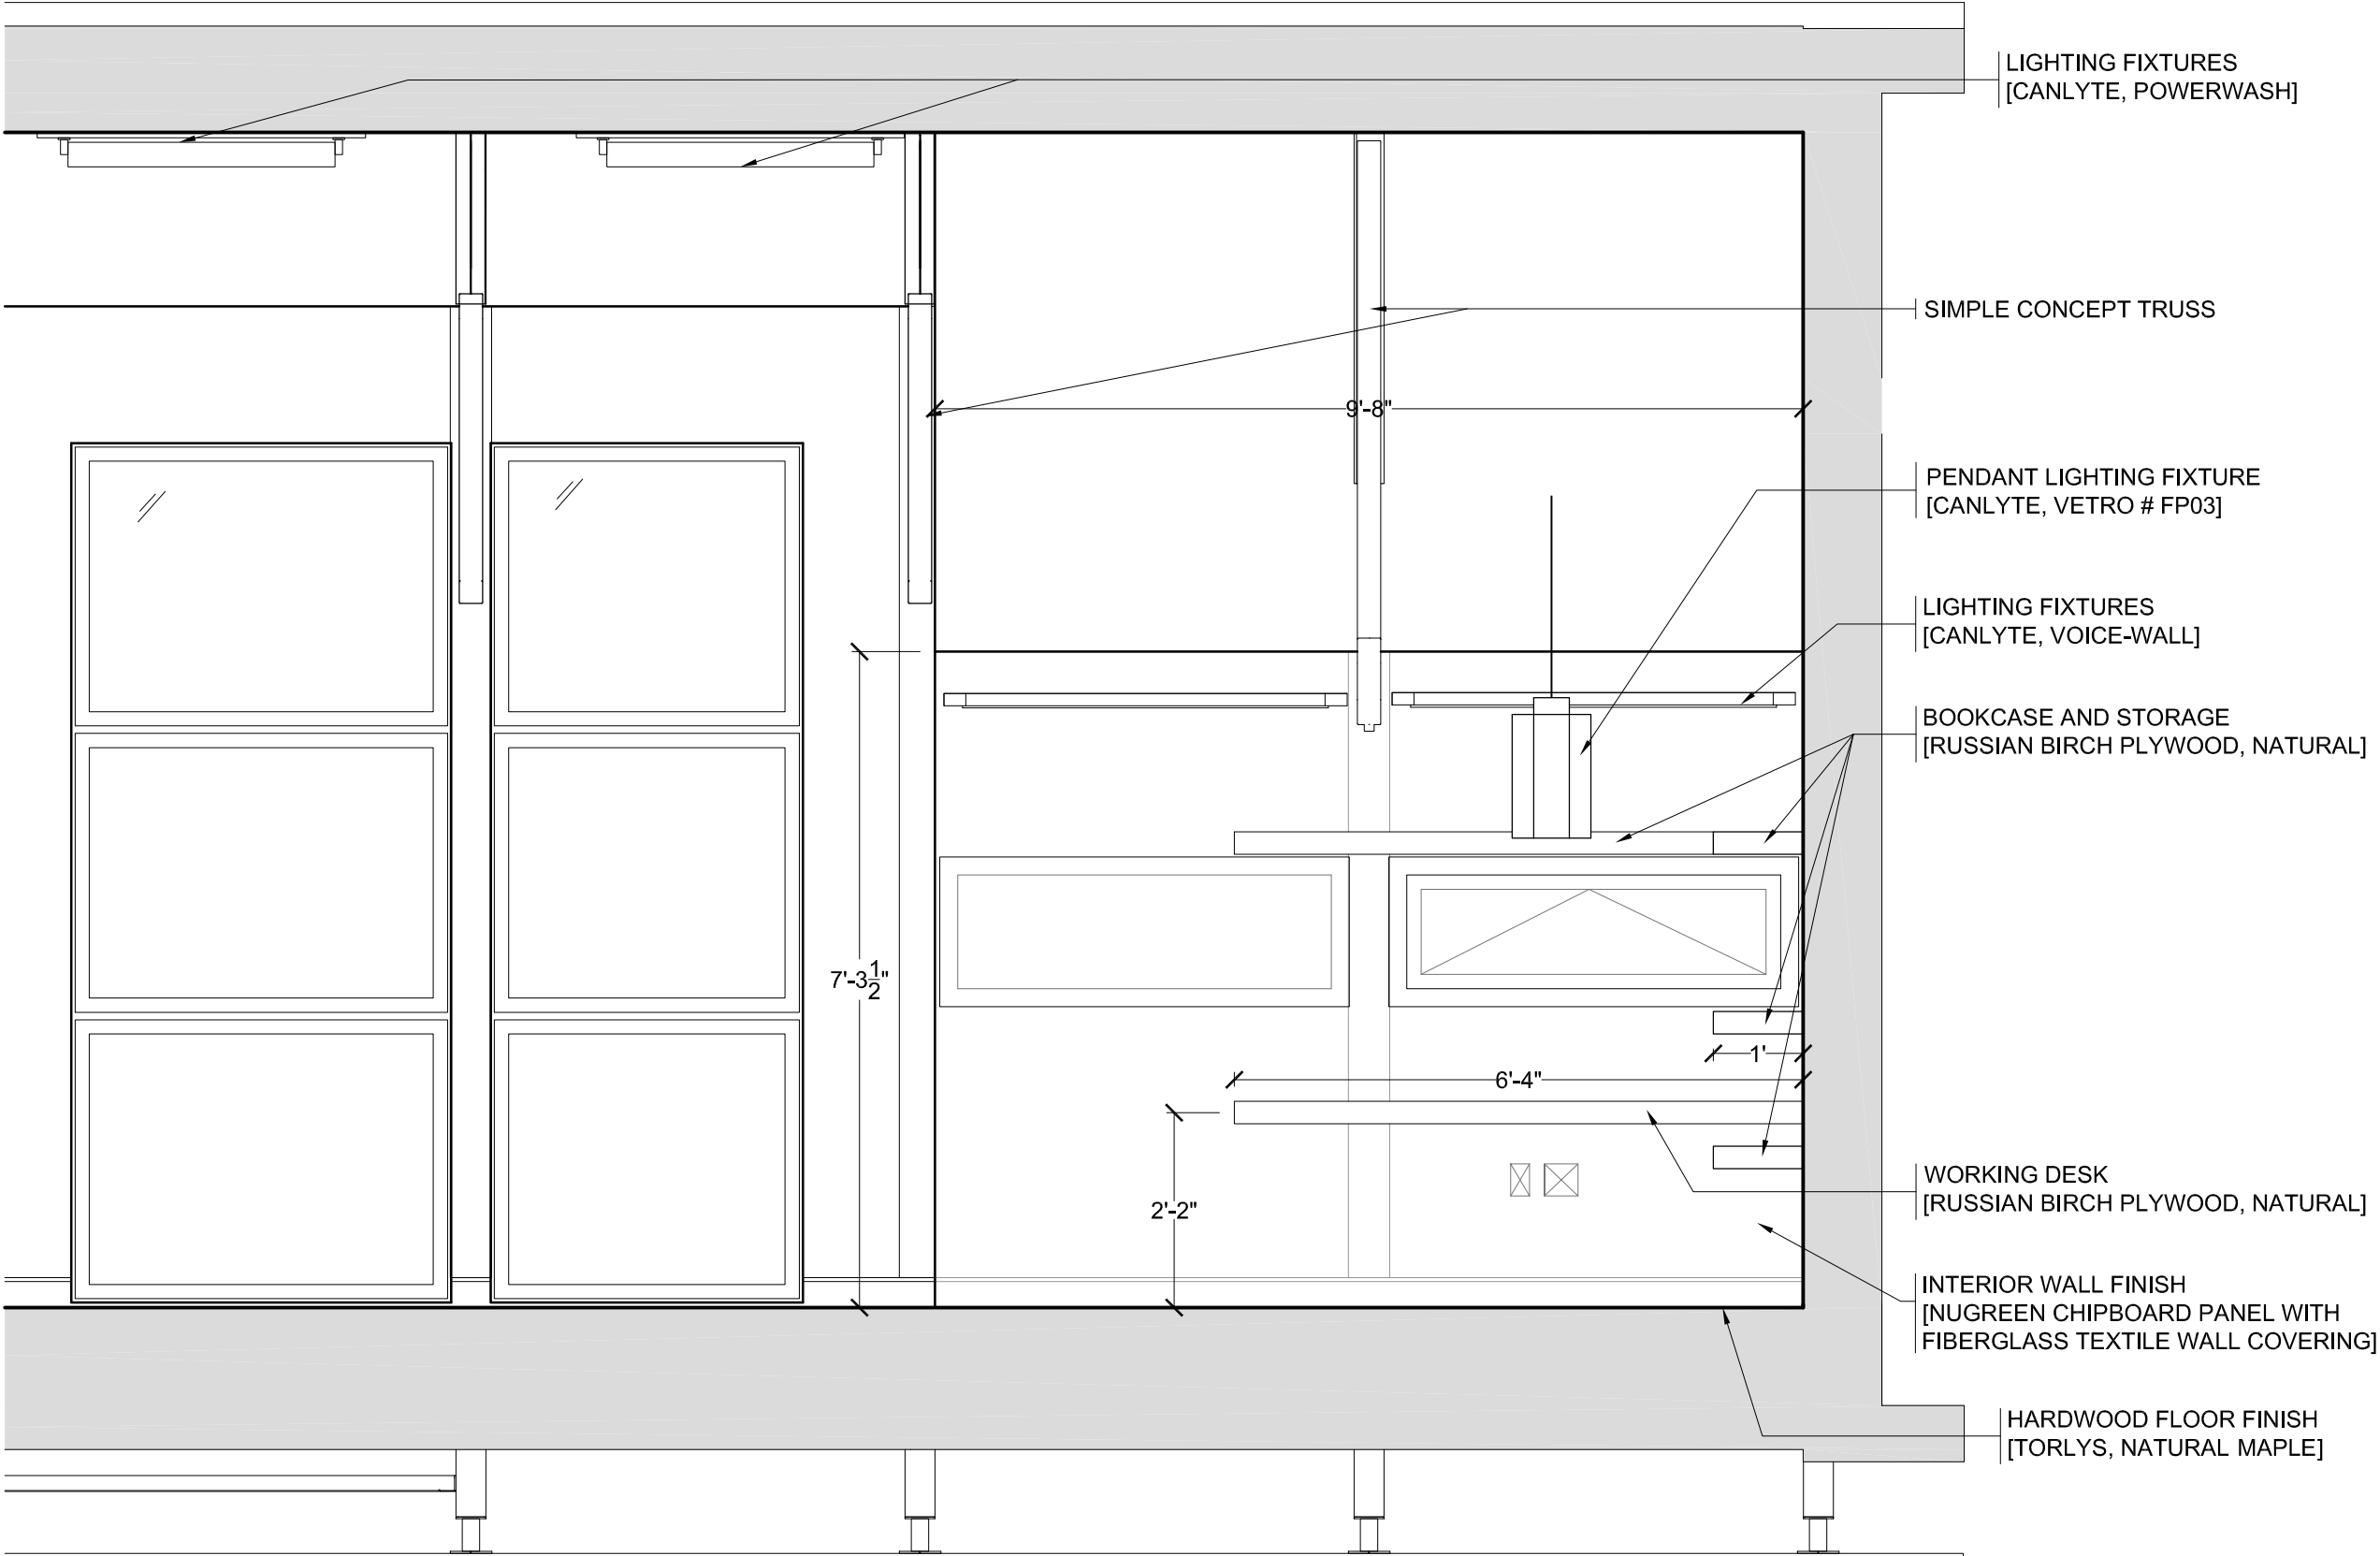 LIGHTING FIXTURES
[CANLYTE, POWERWASH]
SIMPLE CONCEPT TRUSS
9'-8"
PENDANT LIGHTING FIXTURE
[CANLYTE, VETRO # FP03]
LIGHTING FIXTURES
[CANLYTE, VOICE-WALL]
BOOKCASE AND STORAGE
[RUSSIAN BIRCH PLYWOOD, NATURAL]
7'-3 1/2"
1'
6'-4"
2'-2"
WORKING DESK
[RUSSIAN BIRCH PLYWOOD, NATURAL]
INTERIOR WALL FINISH
[NUGREEN CHIPBOARD PANEL WITH
FIBERGLASS TEXTILE WALL COVERING]
HARDWOOD FLOOR FINISH
[TORLYS, NATURAL MAPLE]